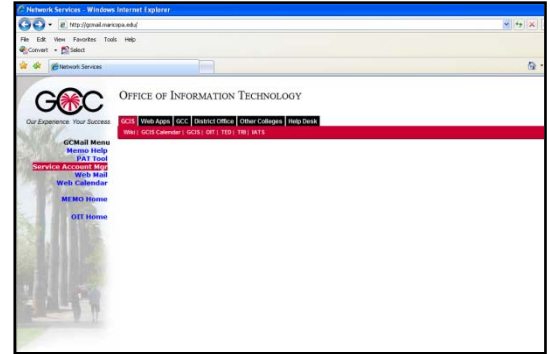 Network Services - Windows Internet Explorer
http://gcmail.maricopa.edu/
File Edit View Favorites Tools Help
Convert Select
Network Services
GCC
Our Experience. Your Success.
OFFICE OF INFORMATION TECHNOLOGY
GCIS Web Apps GCC District Office Other Colleges Help Desk
Wiki | GCIS Calendar | GCIS | OIT | TED | TRI | IATS
GCMail Menu
Memo Help
PAT Tool
Service Account Mgr
Web Mail
Web Calendar
MEMO Home
OIT Home